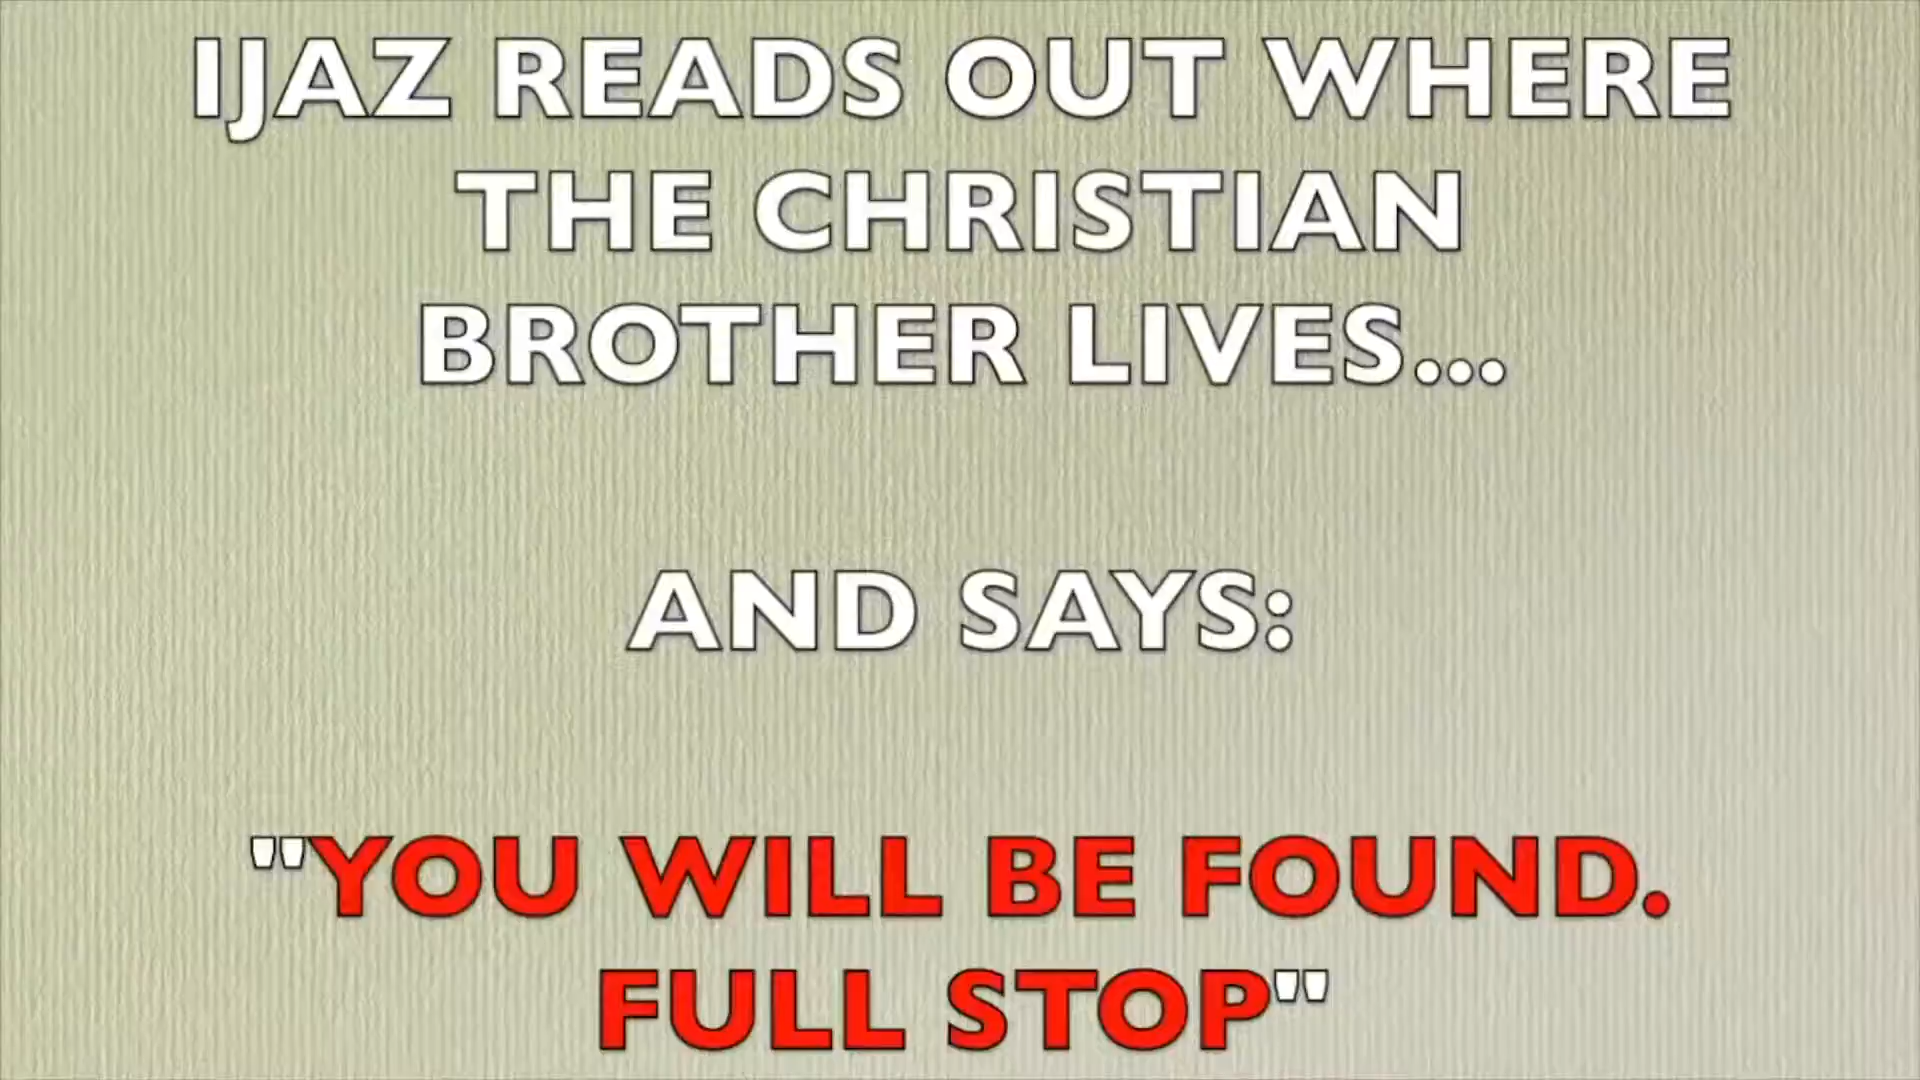 IJAZ READS OUT WHERE
THE CHRISTIAN
BROTHER LIVES...
AND SAYS:
"YOU WILL BE FOUND.
FULL STOP"